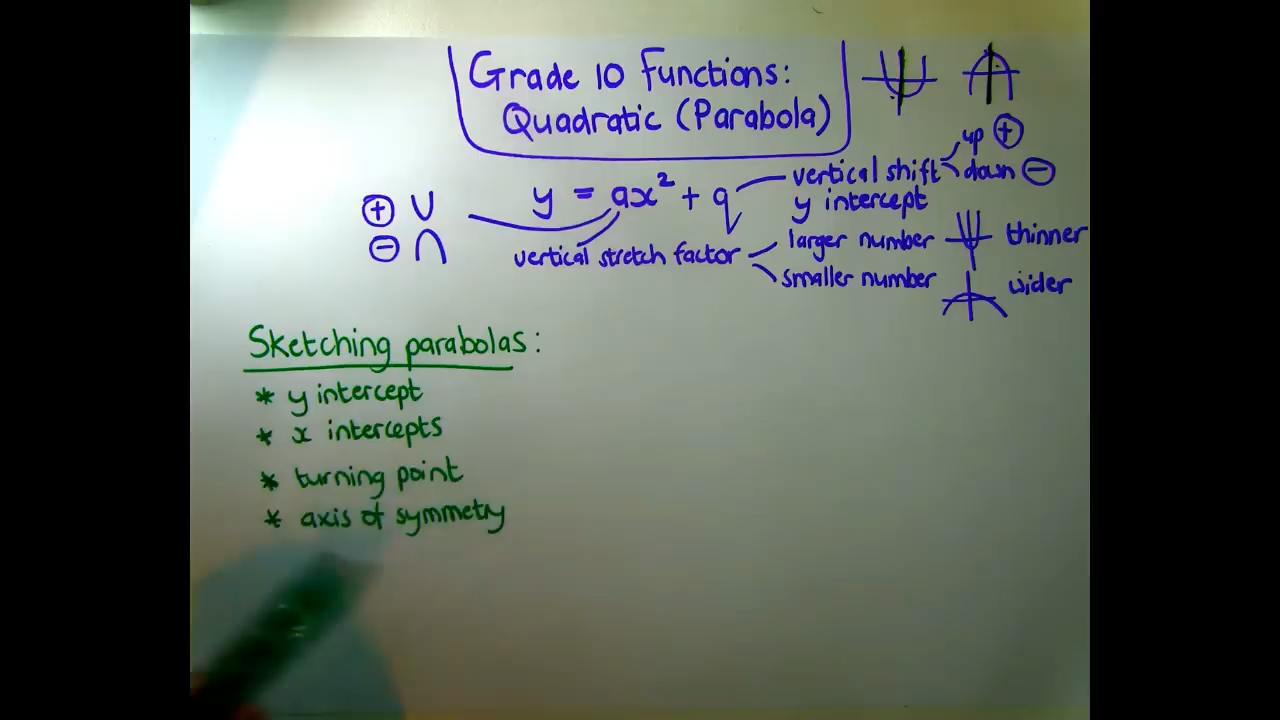 Grade 10 Functions:
Quadratic (Parabola)
up +
vertical shift down -
y = ax² + q
y intercept
+
-
vertical stretch factor
larger number thinner
smaller number wider
Sketching parabolas:
* y intercept
* x intercepts
* turning point
* axis of symmetry